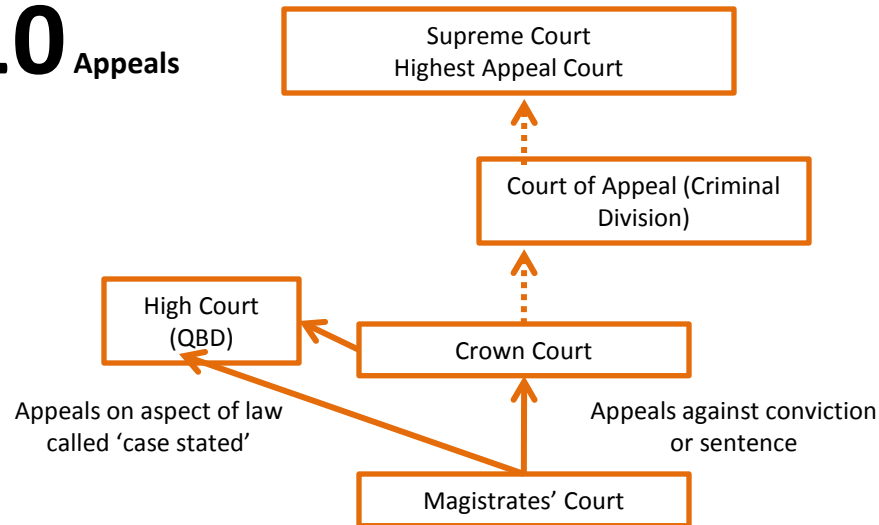 .0 Appeals
Supreme Court
Highest Appeal Court
Court of Appeal (Criminal
Division)
High Court
(QBD)
Crown Court
Appeals on aspect of law
called ‘case stated’
Appeals against conviction
or sentence
Magistrates’ Court